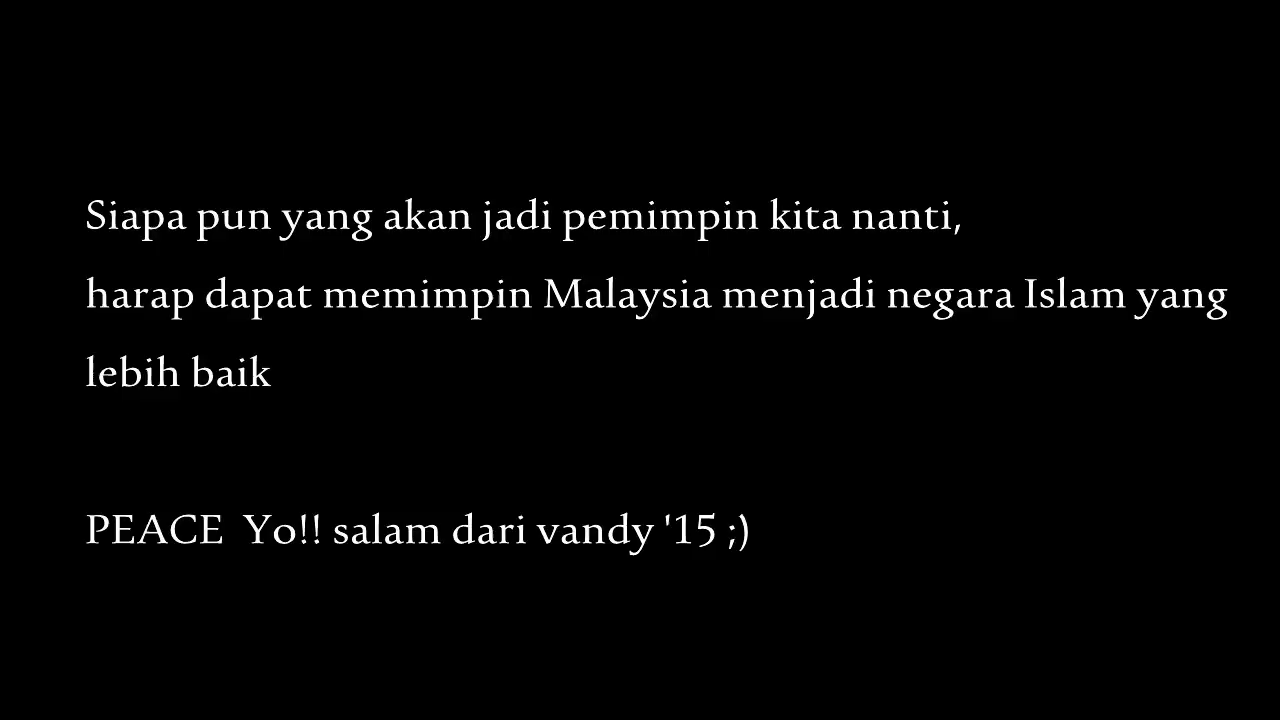 Siapa pun yang akan jadi pemimpin kita nanti,
harap dapat memimpin Malaysia menjadi negara Islam yang
lebih baik
PEACE  Yo!! salam dari vandy '15 ;)